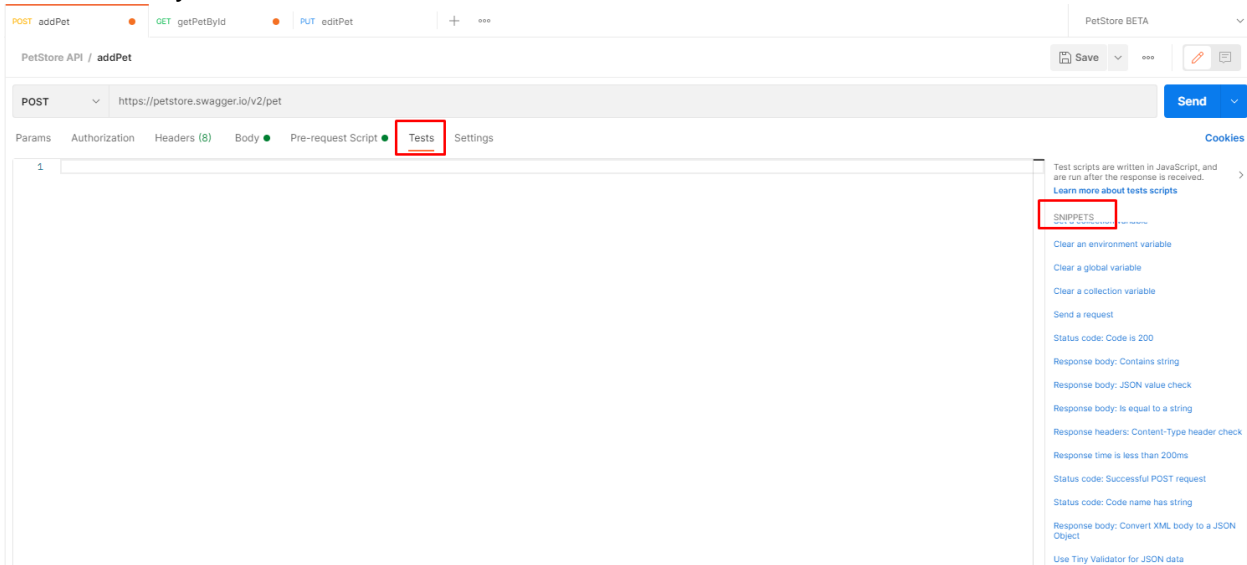 POST addPet
GET getPetById
PUT editPet
PetStore BETA
PetStore API / addPet
Save
POST
https://petstore.swagger.io/v2/pet
Send
Params Authorization Headers (8) Body Pre-request Script Tests Settings
Cookies
1
Test scripts are written in JavaScript, and
are run after the response is received.
Learn more about tests scripts
SNIPPETS
Clear an environment variable
Clear a global variable
Clear a collection variable
Send a request
Status code: Code is 200
Response body: Contains string
Response body: JSON value check
Response body: Is equal to a string
Response headers: Content-Type header check
Response time is less than 200ms
Status code: Successful POST request
Status code: Code name has string
Response body: Convert XML body to a JSON
Object
Use Tiny Validator for JSON data